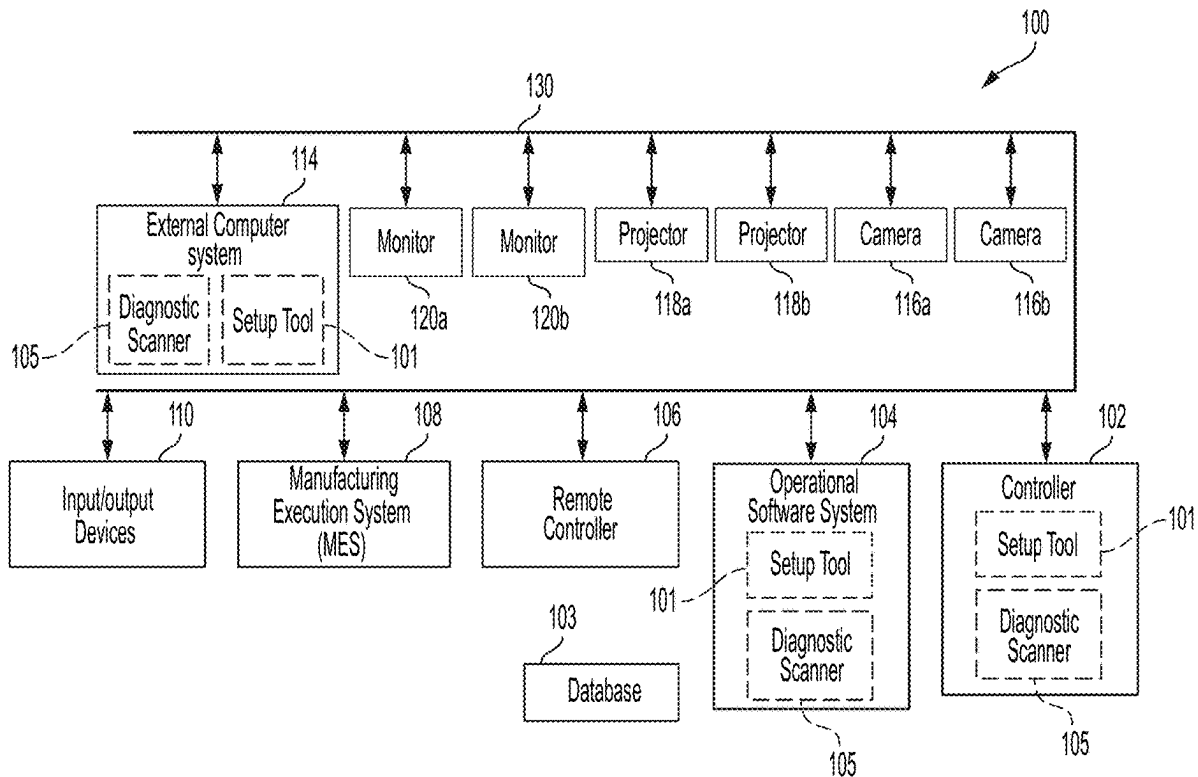 100
130
114
External Computer
system
Diagnostic
Scanner
Setup Tool
105
101
Monitor
120a
Monitor
120b
Projector
118a
Projector
118b
Camera
116a
Camera
116b
110
Input/output
Devices
108
Manufacturing
Execution System
(MES)
106
Remote
Controller
104
Operational
Software System
Setup Tool
101
Diagnostic
Scanner
105
102
Controller
Setup Tool
101
Diagnostic
Scanner
105
103
Database